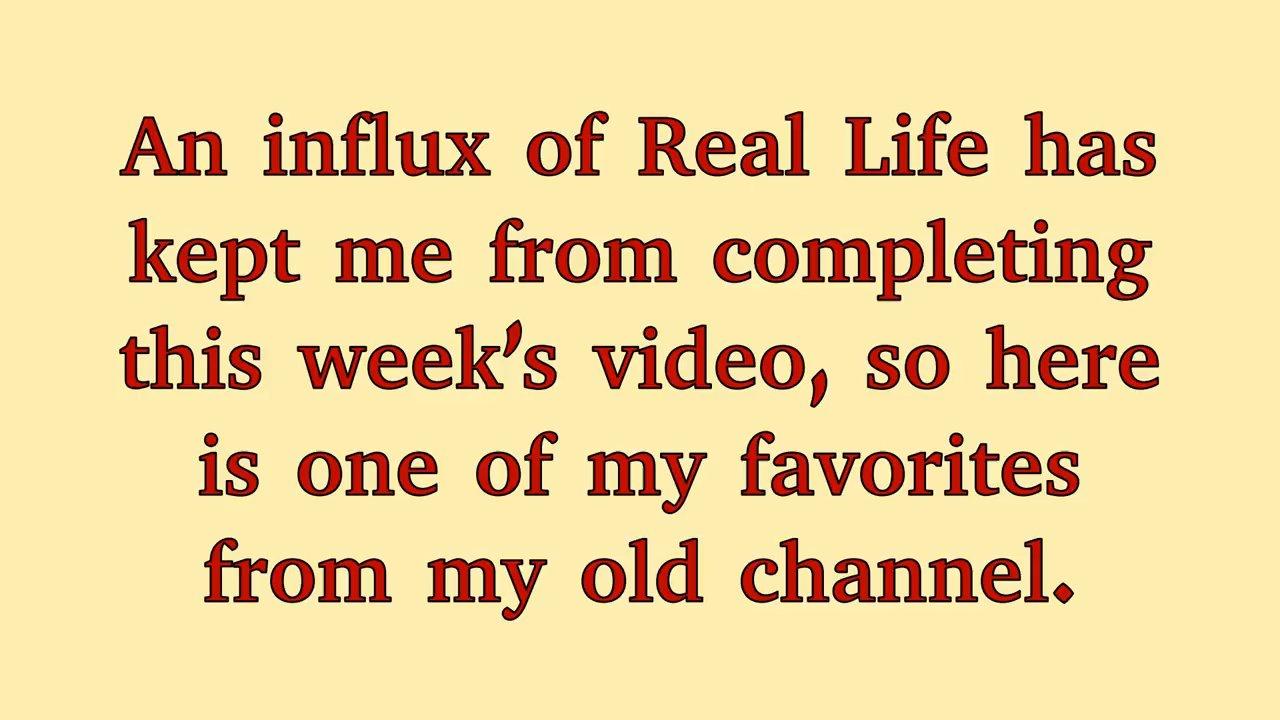 An influx of Real Life has
kept me from completing
this week’s video, so here
is one of my favorites
from my old channel.